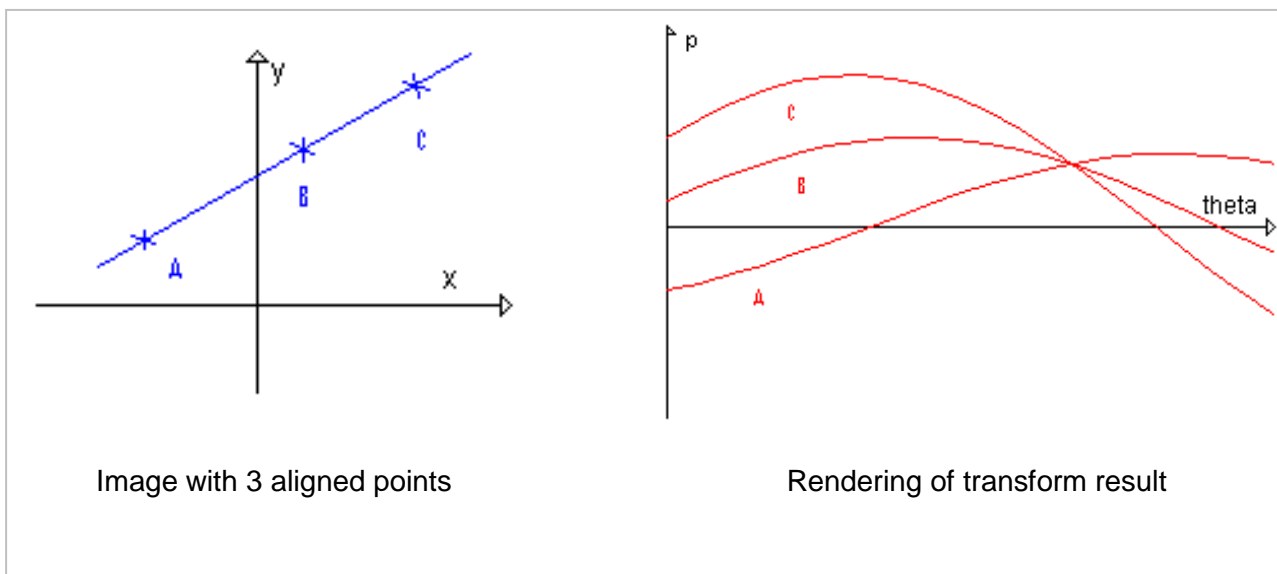 y
C
B
A
x
p
C
B
A
theta
Image with 3 aligned points
Rendering of transform result